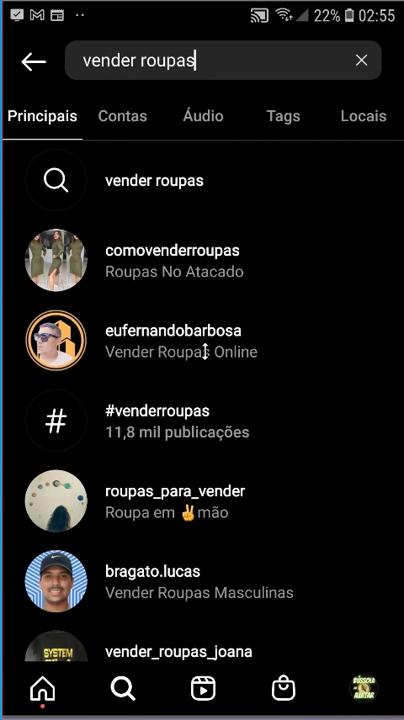 22% 02:55
vender roupas
Principais Contas Áudio Tags Locais
vender roupas
comovenderroupas
Roupas No Atacado
eufernandobarbosa
Vender Roupas Online
#venderroupas
11,8 mil publicações
roupas_para_vender
Roupa em ✌️mão
bragato.lucas
Vender Roupas Masculinas
vender_roupas_joana
SYSTEM